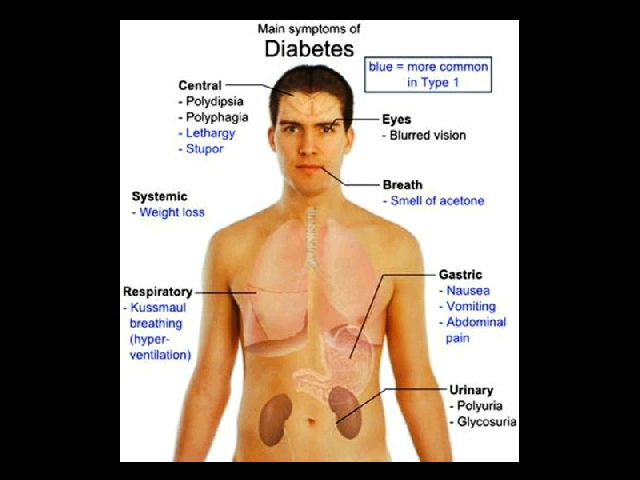 Main symptoms of
Diabetes
blue = more common
in Type 1
Central
- Polydipsia
- Polyphagia
- Lethargy
- Stupor
Eyes
- Blurred vision
Breath
- Smell of acetone
Systemic
- Weight loss
Respiratory
- Kussmaul
breathing
(hyper-
ventilation)
Gastric
- Nausea
- Vomiting
- Abdominal
pain
Urinary
- Polyuria
- Glycosuria